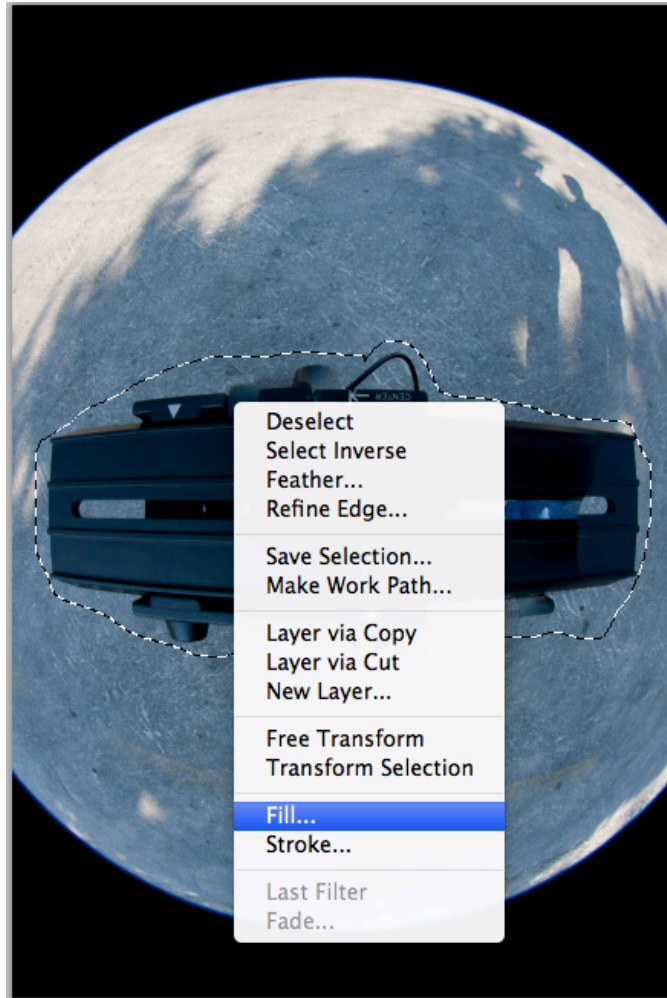 CENTER
Deselect
Select Inverse
Feather...
Refine Edge...
Save Selection...
Make Work Path...
Layer via Copy
Layer via Cut
New Layer...
Free Transform
Transform Selection
Fill...
Stroke...
Last Filter
Fade...